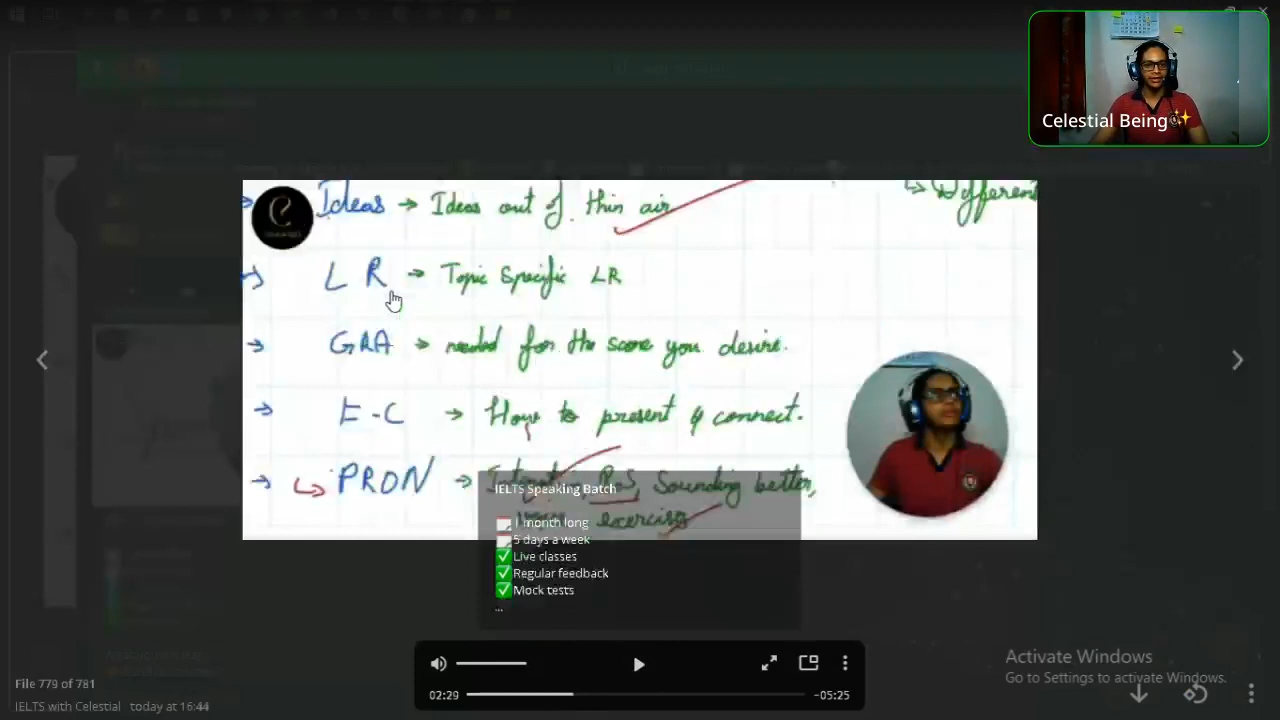 Celestial Being✨
Ideas → Ideas out of thin air
↳ Different
→ L R → Topic Specific LR
→ GRA → needed for the score you desire.
→ F-C → How to present & connect.
→ ↳ PRON → Sounding better,
exercises
IELTS Speaking Batch
1 month long
5 days a week
✅ Live classes
✅ Regular feedback
✅ Mock tests
...
02:29
-05:25
Activate Windows
Go to Settings to activate Windows.
File 779 of 781
IELTS with Celestial today at 16:44